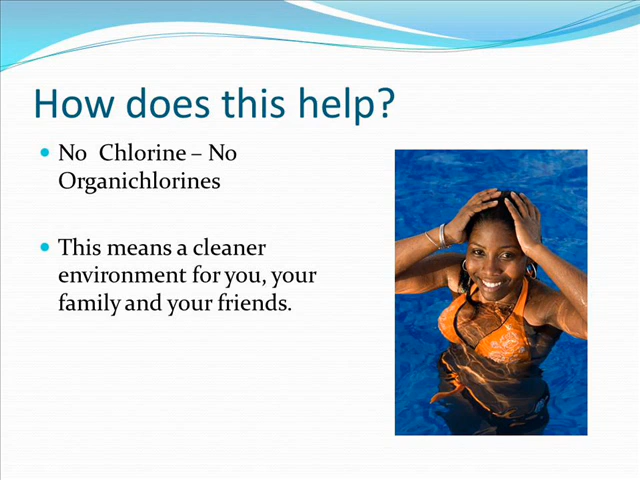 How does this help?
No  Chlorine – No
Organichlorines
This means a cleaner
environment for you, your
family and your friends.